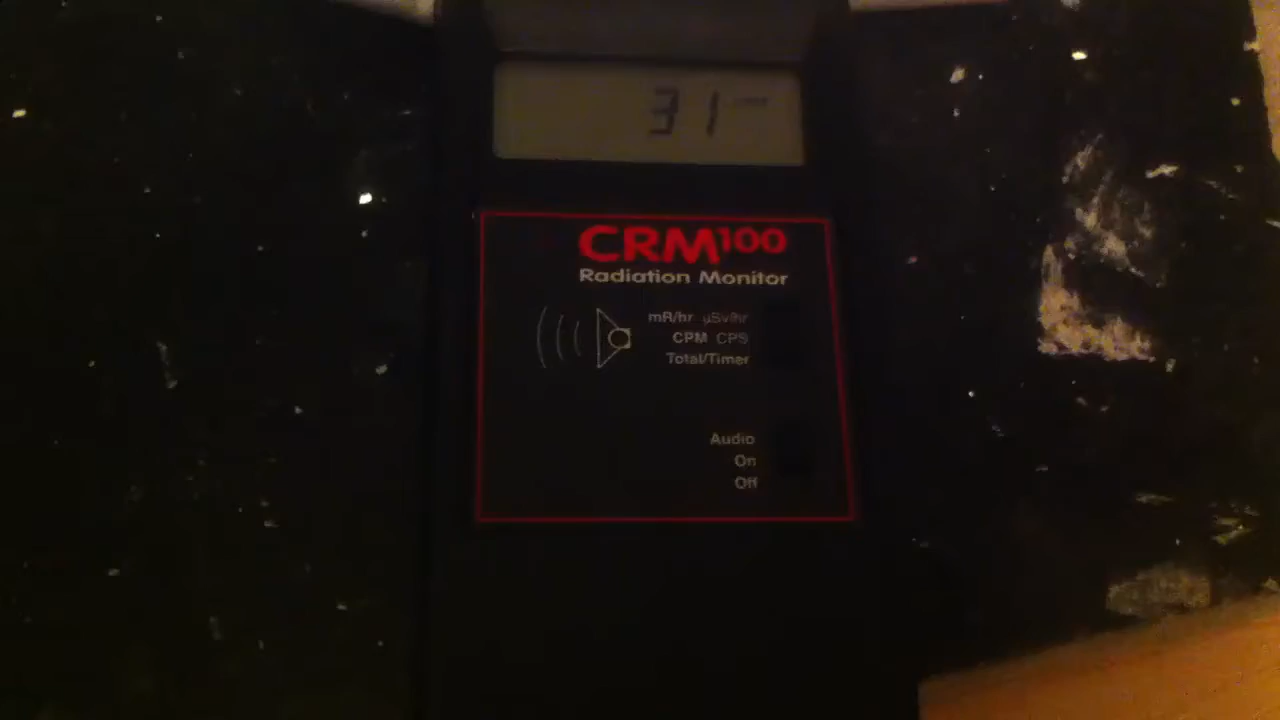 31
CRM100
Radiation Monitor
mR/hr µSv/hr
CPM CPS
Total/Timer
Audio
On
Off